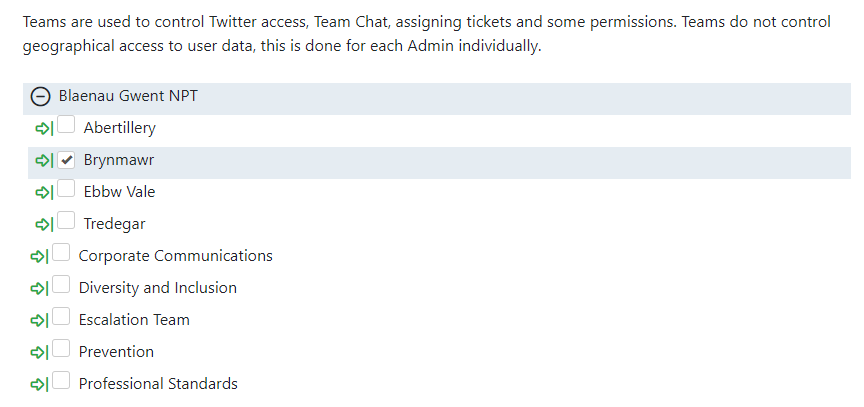 Teams are used to control Twitter access, Team Chat, assigning tickets and some permissions. Teams do not control
geographical access to user data, this is done for each Admin individually.
Blaenau Gwent NPT
Abertillery
Brynmawr
Ebbw Vale
Tredegar
Corporate Communications
Diversity and Inclusion
Escalation Team
Prevention
Professional Standards